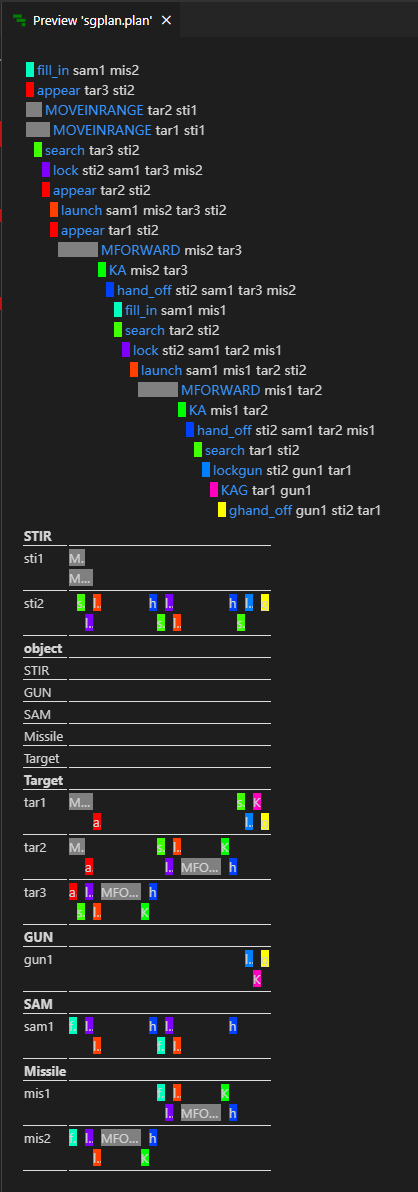 Preview 'sgplan.plan' ×
fill_in sam1 mis2
appear tar3 sti2
MOVEINRANGE tar2 sti1
MOVEINRANGE tar1 sti1
search tar3 sti2
lock sti2 sam1 tar3 mis2
appear tar2 sti2
launch sam1 mis2 tar3 sti2
appear tar1 sti2
MFORWARD mis2 tar3
KA mis2 tar3
hand_off sti2 sam1 tar3 mis2
fill_in sam1 mis1
search tar2 sti2
lock sti2 sam1 tar2 mis1
launch sam1 mis1 tar2 sti2
MFORWARD mis1 tar2
KA mis1 tar2
hand_off sti2 sam1 tar2 mis1
search tar1 sti2
lockgun sti2 gun1 tar1
KAG tar1 gun1
ghand_off gun1 sti2 tar1
STIR
sti1 M.
M...
sti2 s. l.. h l.. h l..
l.. s. l.. s.
object
STIR
GUN
SAM
Missile
Target
Target
tar1 M... s. K
a. l..
tar2 M. s. l.. K
a. l.. MFO... h
tar3 a. l.. MFO... h
s. l.. K
GUN
gun1 l..
K
SAM
sam1 f. l.. h l.. h
l.. f. l..
Missile
mis1 f. l.. K
l.. MFO... h
mis2 f. l.. MFO... h
l.. K